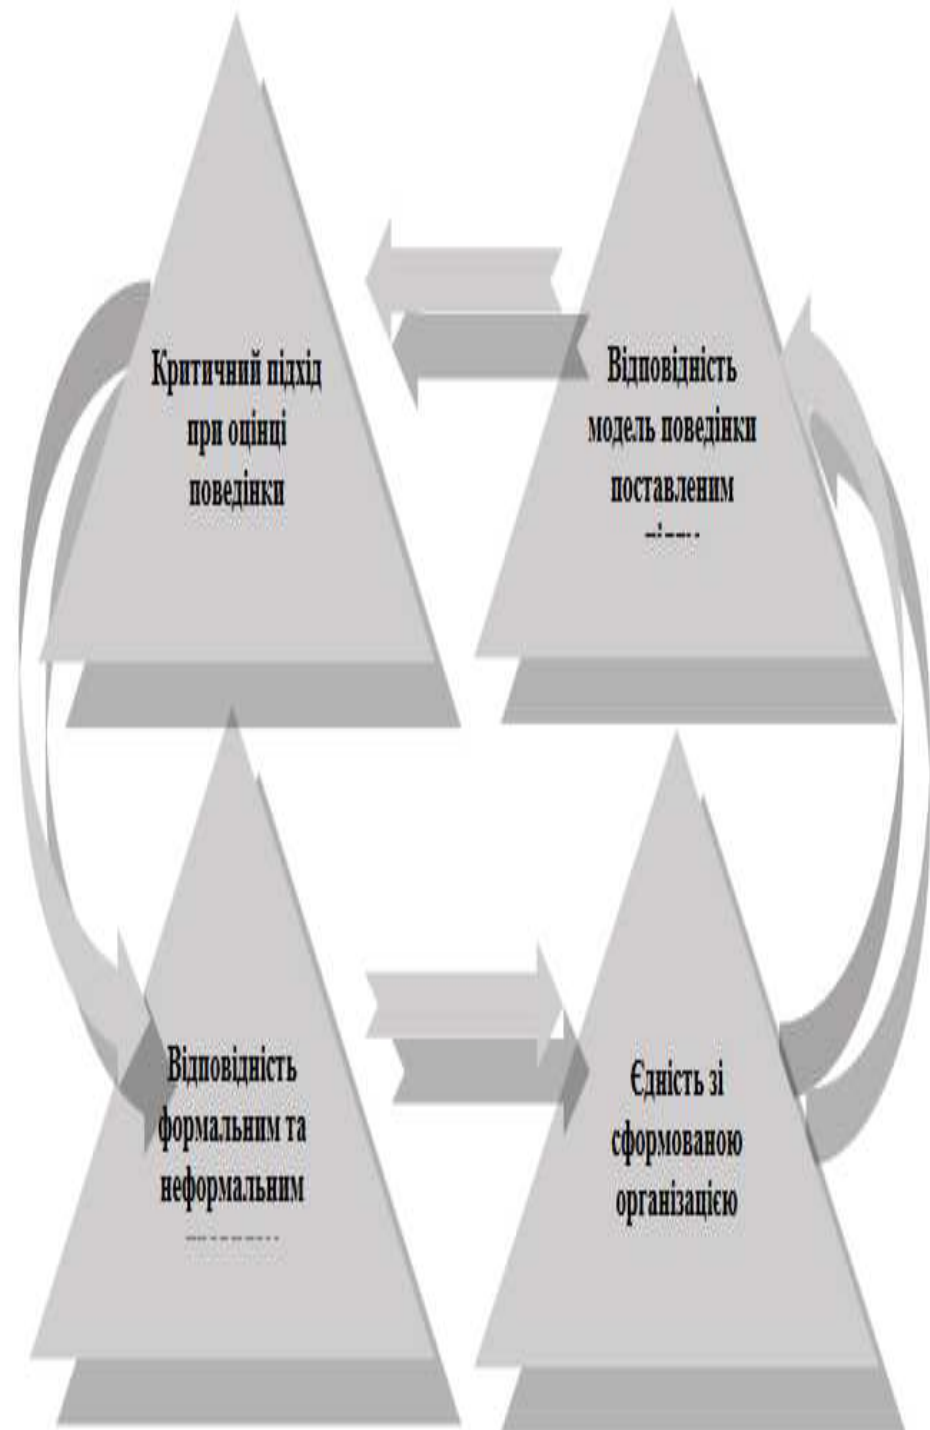 Критичний підхід
при оцінці
поведінки
Відповідність
модель поведінки
поставленим
Відповідність
формальним та
неформальним
Єдність зі
сформованою
організацією